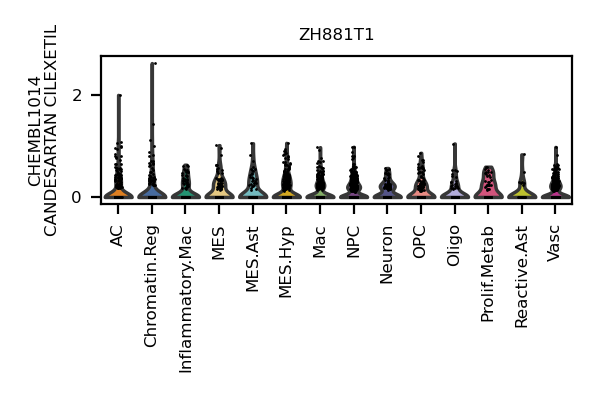 ZH881T1
CHEMBL1014
CANDESARTAN CILEXETIL
2
0
AC
Chromatin.Reg
Inflammatory.Mac
MES
MES.Ast
MES.Hyp
Mac
NPC
Neuron
OPC
Oligo
Prolif.Metab
Reactive.Ast
Vasc